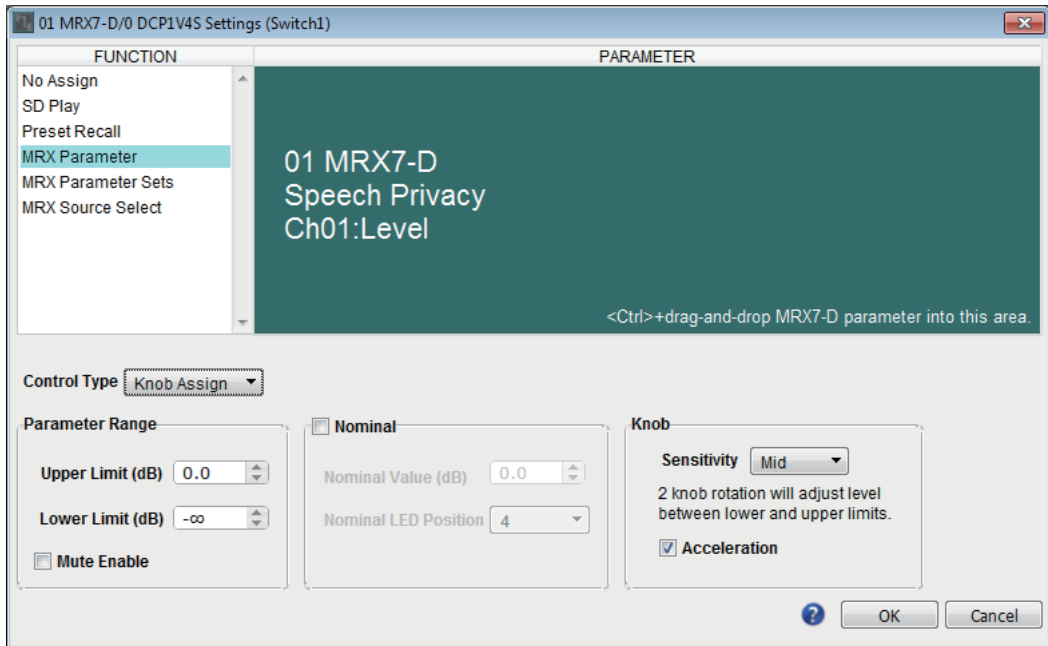 01 MRX7-D/0 DCP1V4S Settings (Switch1)
FUNCTION
PARAMETER
No Assign
SD Play
Preset Recall
MRX Parameter
MRX Parameter Sets
MRX Source Select
01 MRX7-D
Speech Privacy
Ch01:Level
<Ctrl>+drag-and-drop MRX7-D parameter into this area.
Control Type Knob Assign
Parameter Range
Upper Limit (dB) 0.0
Lower Limit (dB) -∞
Mute Enable
Nominal
Nominal Value (dB) 0.0
Nominal LED Position 4
Knob
Sensitivity Mid
2 knob rotation will adjust level
between lower and upper limits.
Acceleration
? OK Cancel